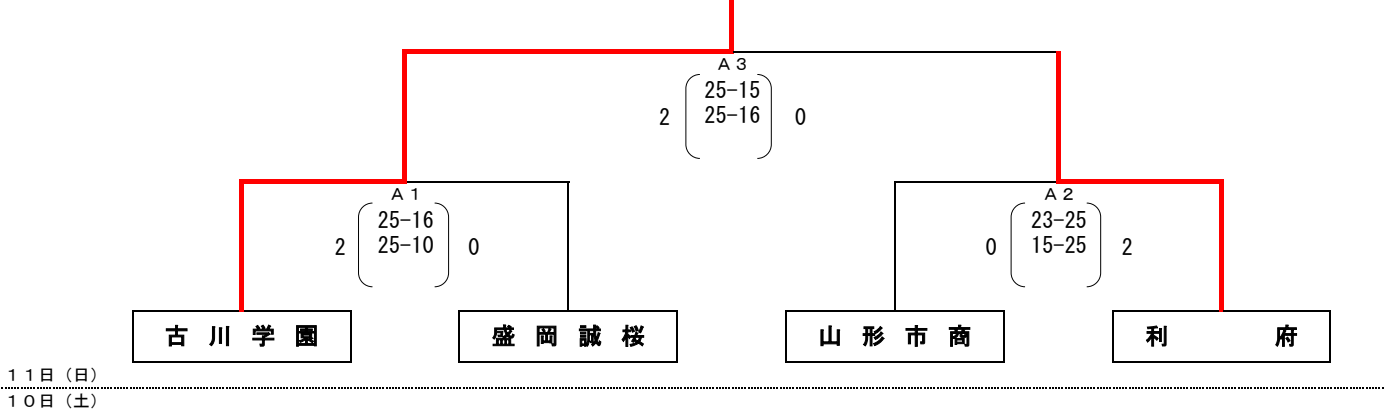 Ａ３
25-15
2 25-16 0
Ａ１ Ａ２
25-16 23-25
2 25-10 0 0 15-25 2
古川学園 盛岡誠桜 山形市商 利府
１１日（日）
１０日（土）